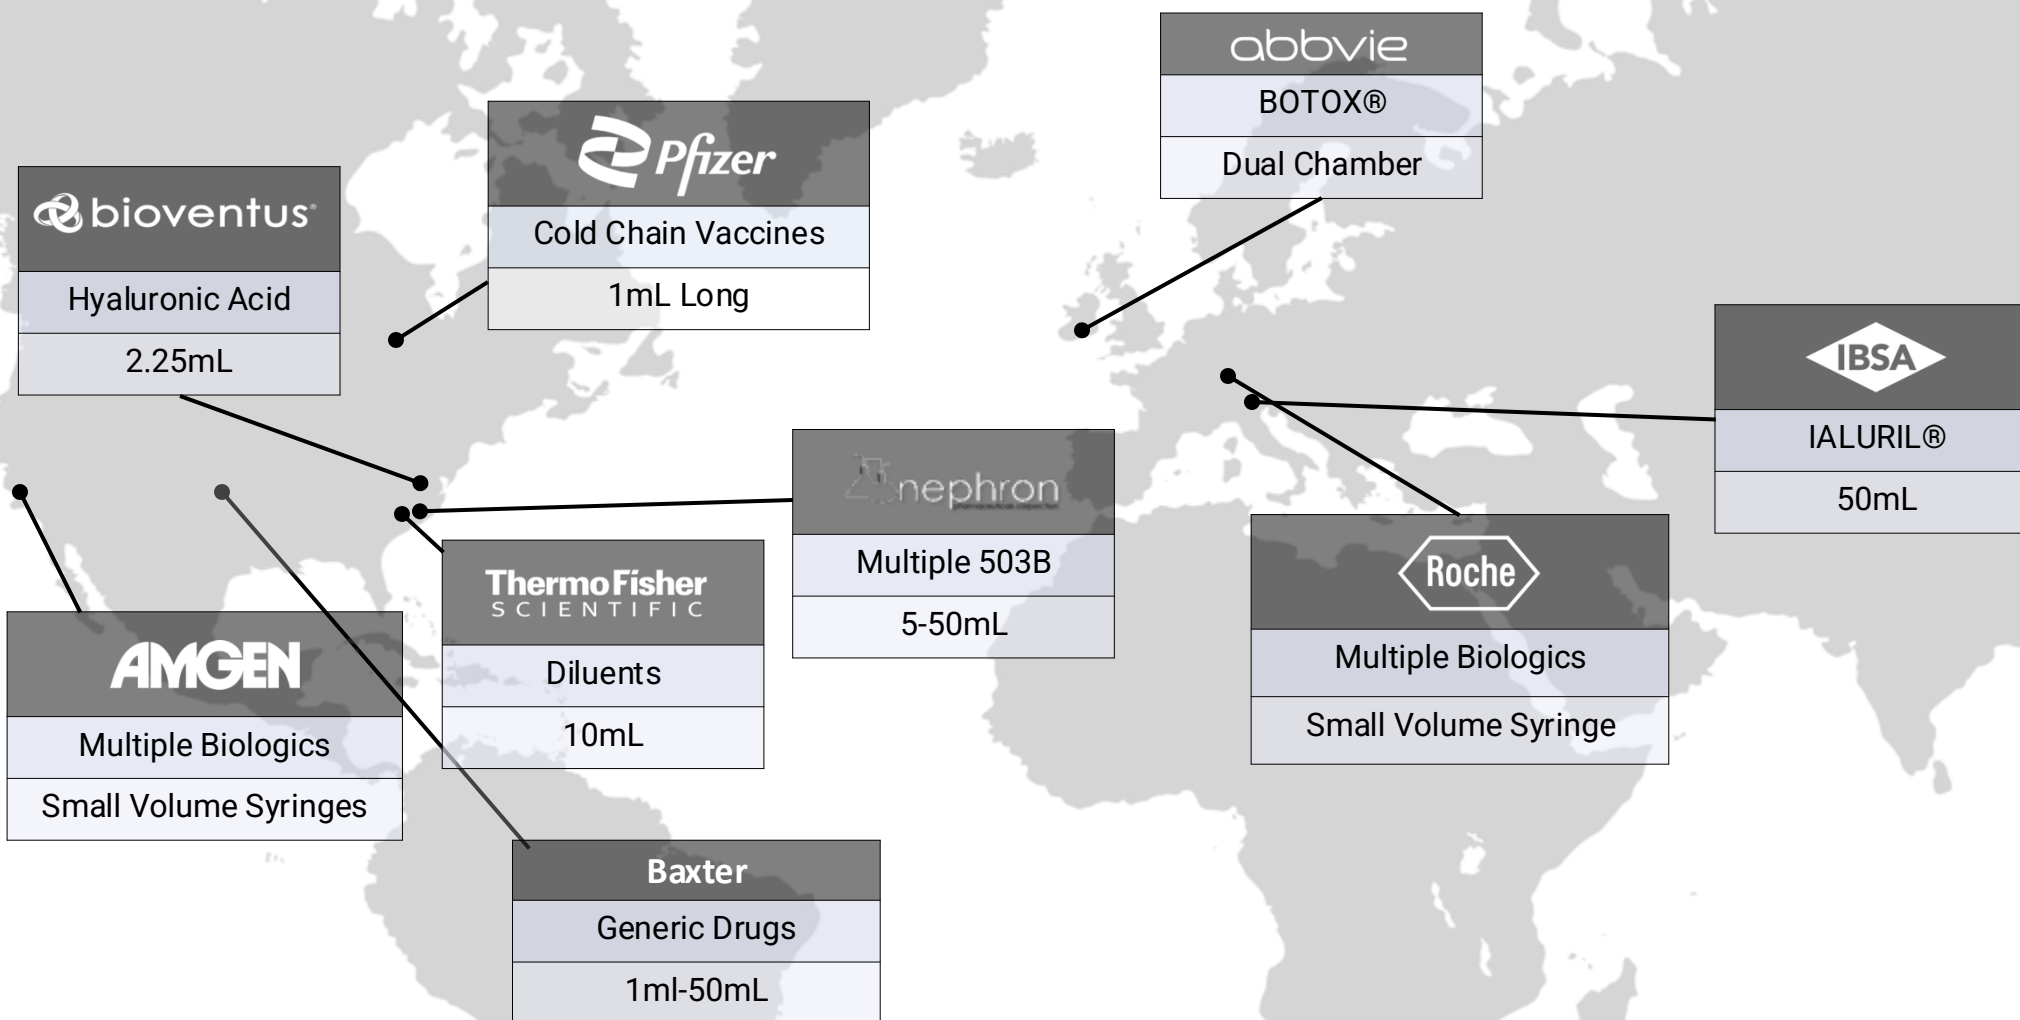 abbvie
BOTOX®
Dual Chamber
Pfizer
Cold Chain Vaccines
1mL Long
bioventus
Hyaluronic Acid
2.25mL
IBSA
IALURIL®
50mL
nephron
pharmaceuticals corporation
Multiple 503B
5-50mL
Roche
Multiple Biologics
Small Volume Syringe
ThermoFisher
SCIENTIFIC
Diluents
10mL
AMGEN
Multiple Biologics
Small Volume Syringes
Baxter
Generic Drugs
1ml-50mL